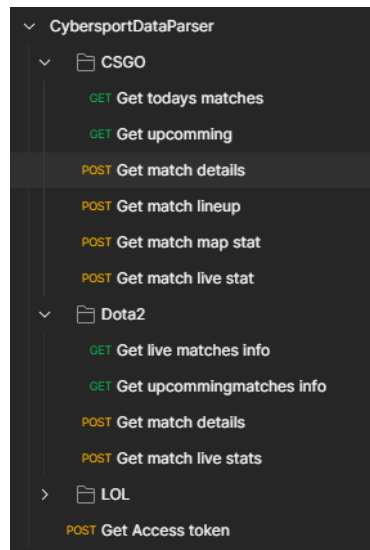 CybersportDataParser
CSGO
GET Get todays matches
GET Get upcomming
POST Get match details
POST Get match lineup
POST Get match map stat
POST Get match live stat
Dota2
GET Get live matches info
GET Get upcommingmatches info
POST Get match details
POST Get match live stats
LOL
POST Get Access token